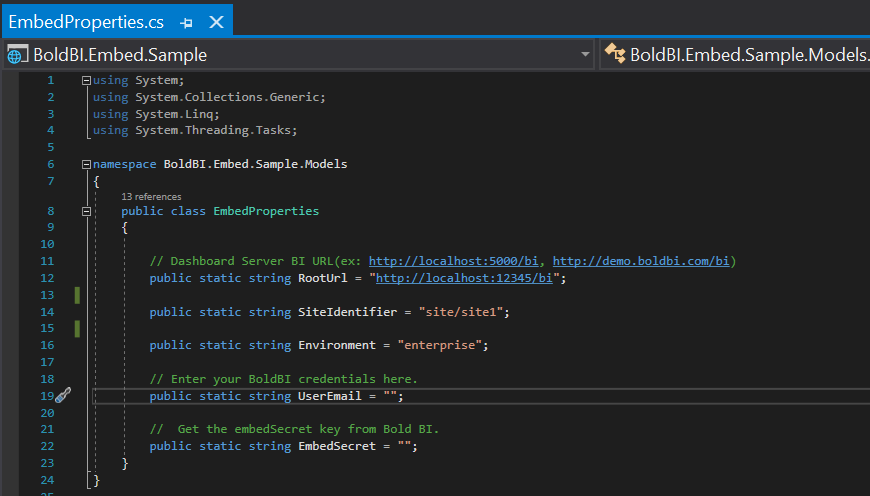 EmbedProperties.cs
BoldBI.Embed.Sample
BoldBI.Embed.Sample.Models.
1 using System;
2 using System.Collections.Generic;
3 using System.Linq;
4 using System.Threading.Tasks;
5
6 namespace BoldBI.Embed.Sample.Models
7 {
13 references
8 public class EmbedProperties
9 {
10
11 // Dashboard Server BI URL(ex: http://localhost:5000/bi, http://demo.boldbi.com/bi)
12 public static string RootUrl = "http://localhost:12345/bi";
13
14 public static string SiteIdentifier = "site/site1";
15
16 public static string Environment = "enterprise";
17
18 // Enter your BoldBI credentials here.
19 public static string UserEmail = "";
20
21 //  Get the embedSecret key from Bold BI.
22 public static string EmbedSecret = "";
23 }
24 }
25